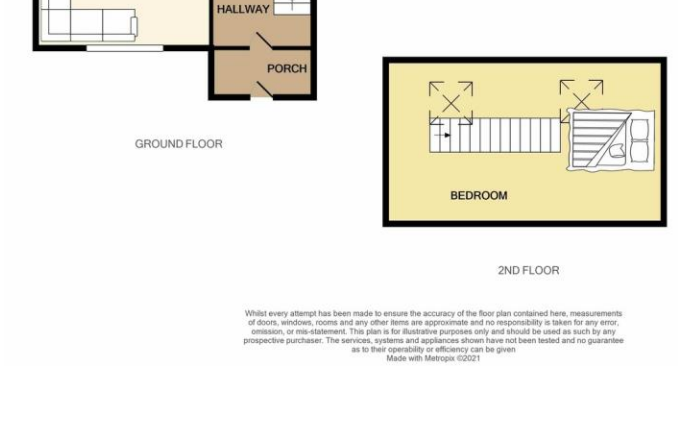 HALLWAY
PORCH
GROUND FLOOR
BEDROOM
2ND FLOOR
Whilst every attempt has been made to ensure the accuracy of the floor plan contained here, measurements
of doors, windows, rooms and any other items are approximate and no responsibility is taken for any error,
omission, or mis-statement. This plan is for illustrative purposes only and should be used as such by any
prospective purchaser. The services, systems and appliances shown have not been tested and no guarantee
as to their operability or efficiency can be given
Made with Metropix ©2021